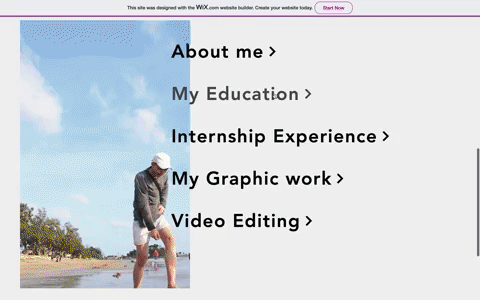 This site was designed with the WiX.com website builder. Create your website today. Start Now
About me >
My Education >
Internship Experience >
My Graphic work >
Video Editing >